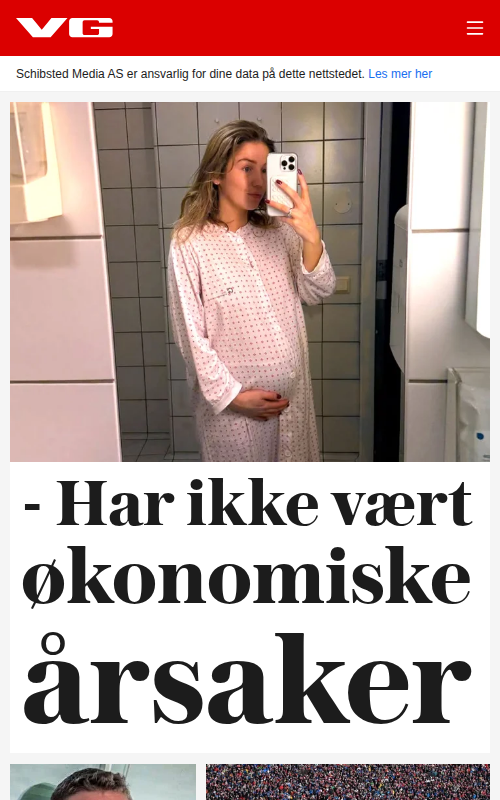 VG
Schibsted Media AS er ansvarlig for dine data på dette nettstedet. Les mer her
- Har ikke vært
økonomiske
årsaker